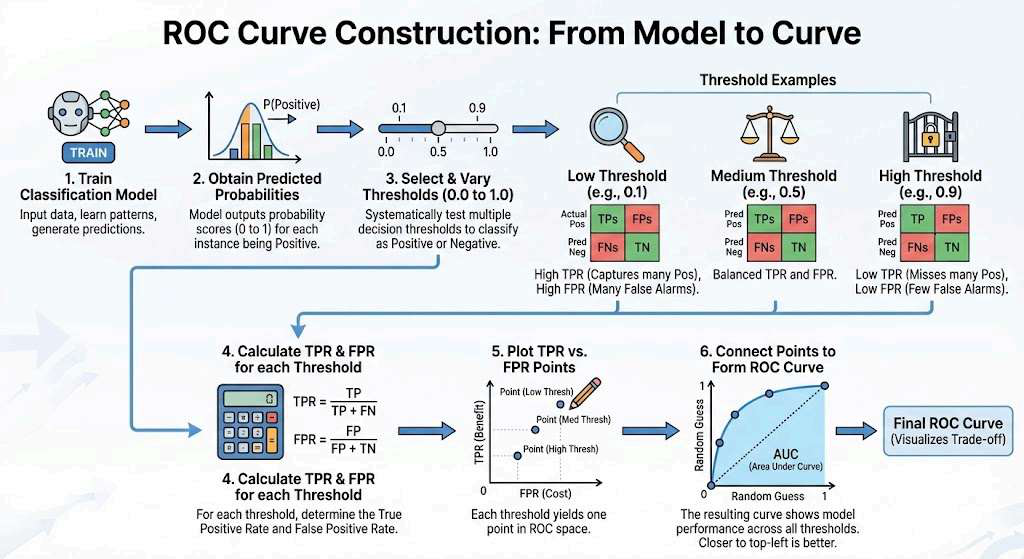 ROC Curve Construction: From Model to Curve
Threshold Examples
TRAIN
1. Train
Classification Model
Input data, learn patterns,
generate predictions.
P(Positive)
2. Obtain Predicted
Probabilities
Model outputs probability
scores (0 to 1) for each
instance being Positive.
0.1 0.9
0.0 0.5 1.0
3. Select & Vary
Thresholds (0.0 to 1.0)
Systematically test multiple
decision thresholds to classify
as Positive or Negative.
Low Threshold
(e.g., 0.1)
Actual
Pos
TPs FPs
Pred
Neg
FNs TN
High TPR (Captures many Pos),
High FPR (Many False Alarms).
Medium Threshold
(e.g., 0.5)
Pred
Pos
TPs FPs
Pred
Neg
FNs TN
Balanced TPR and FPR.
High Threshold
(e.g., 0.9)
Pred
Pos
TP FP
Pred
Neg
FNs TN
Low TPR (Misses many Pos),
Low FPR (Few False Alarms).
4. Calculate TPR & FPR
for each Threshold
0
TPR = TP / TP + FN
FPR = FP / FP + TN
4. Calculate TPR & FPR
for each Threshold
For each threshold, determine the True
Positive Rate and False Positive Rate.
5. Plot TPR vs.
FPR Points
Point (Low Thresh)
Point (Med Thresh)
Point (High Thresh)
TPR (Benefit)
0
FPR (Cost)
Each threshold yields one
point in ROC space.
6. Connect Points to
Form ROC Curve
1
Random Guess
AUC
(Area Under Curve)
0
Random Guess
1
The resulting curve shows model
performance across all thresholds.
Closer to top-left is better.
Final ROC Curve
(Visualizes Trade-off)